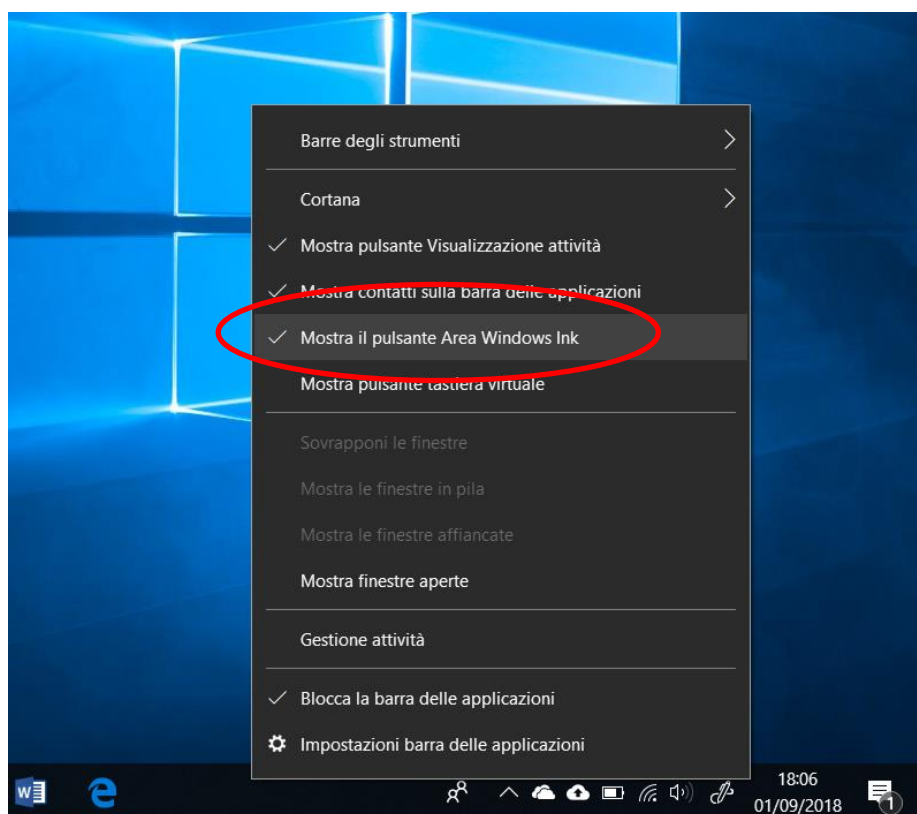 Barre degli strumenti
Cortana
Mostra pulsante Visualizzazione attività
Mostra contatti sulla barra delle applicazioni
Mostra il pulsante Area Windows Ink
Mostra pulsante tastiera virtuale
Sovrapponi le finestre
Mostra le finestre in pila
Mostra le finestre affiancate
Mostra finestre aperte
Gestione attività
Blocca la barra delle applicazioni
Impostazioni barra delle applicazioni
W
18:06
01/09/2018
1